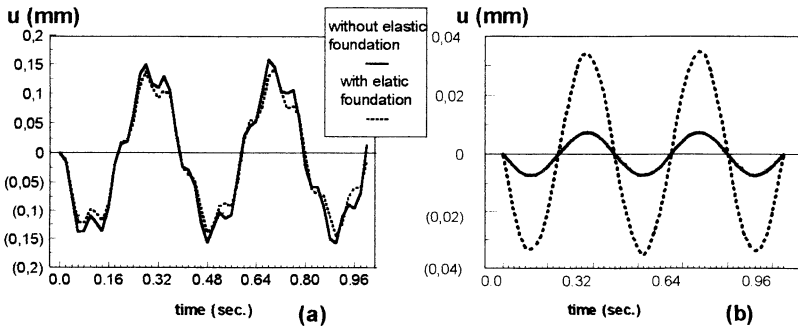 u (mm)
0,2
0,15
0,1
0,05
0
(0,05)
(0,1)
(0,15)
(0,2)
0.0 0.16 0.32 0.48 0.64 0.80 0.96
time (sec.)
(a)
without elastic
foundation
with elatic
foundation
u (mm)
0,04
0,02
0
(0,02)
(0,04)
0.0 0.32 0.64 0.96
time (sec.)
(b)